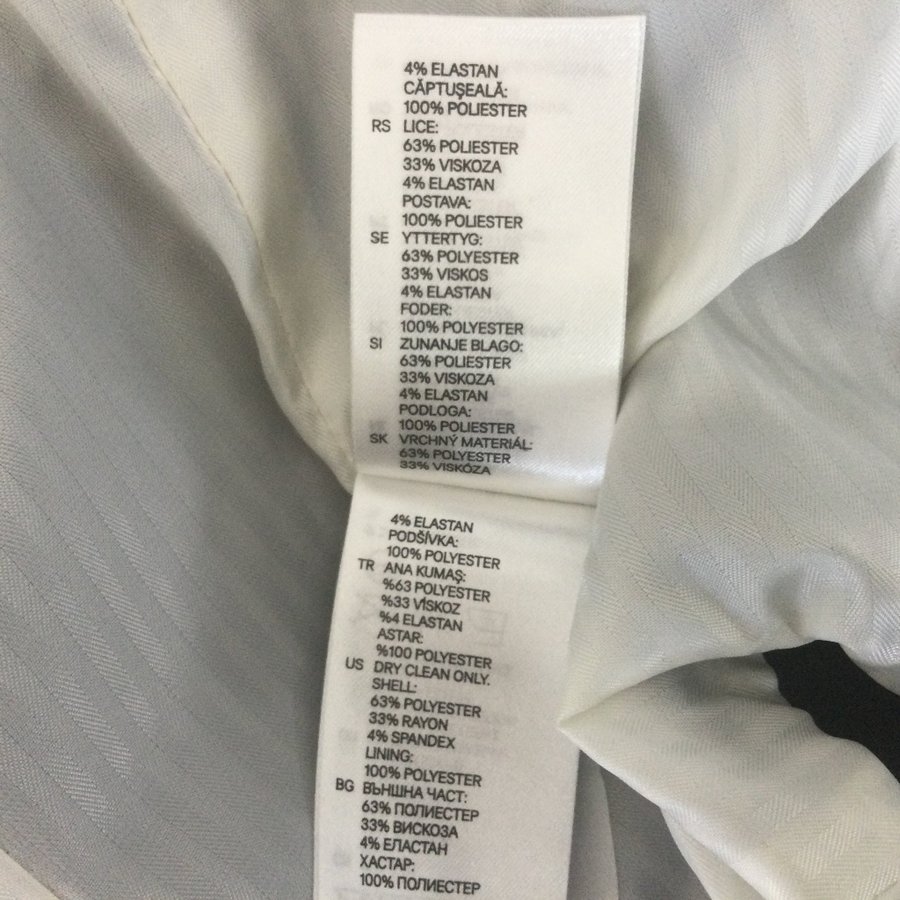 4% ELASTAN
CĂPTUŞEALĂ:
100% POLIESTER
RS LICE:
63% POLIESTER
33% VISKOZA
4% ELASTAN
POSTAVA:
100% POLIESTER
SE YTTERTYG:
63% POLYESTER
33% VISKOS
4% ELASTAN
FODER:
100% POLYESTER
SI ZUNANJE BLAGO:
63% POLIESTER
33% VISKOZA
4% ELASTAN
PODLOGA:
100% POLIESTER
SK VRCHNÝ MATERIÁL:
63% POLYESTER
33% VISKÓZA
4% ELASTAN
PODŠÍVKA:
100% POLYESTER
TR ANA KUMAŞ:
%63 POLYESTER
%33 VİSKOZ
%4 ELASTAN
ASTAR:
%100 POLYESTER
US DRY CLEAN ONLY.
SHELL:
63% POLYESTER
33% RAYON
4% SPANDEX
LINING:
100% POLYESTER
BG ВЪНШНА ЧАСТ:
63% ПОЛИЕСТЕР
33% ВИСКОЗА
4% ЕЛАСТАН
ХАСТАР:
100% ПОЛИЕСТЕР